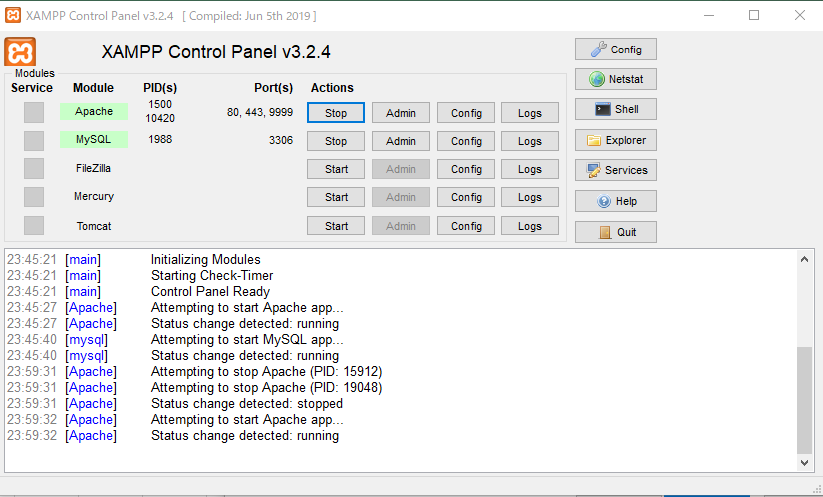 XAMPP Control Panel v3.2.4 [ Compiled: Jun 5th 2019 ]
XAMPP Control Panel v3.2.4
Modules
Service Module PID(s) Port(s) Actions
Apache 1500 10420 80, 443, 9999 Stop Admin Config Logs
MySQL 1988 3306 Stop Admin Config Logs
FileZilla Start Admin Config Logs
Mercury Start Admin Config Logs
Tomcat Start Admin Config Logs
Config
Netstat
Shell
Explorer
Services
Help
Quit
23:45:21 [main] Initializing Modules
23:45:21 [main] Starting Check-Timer
23:45:21 [main] Control Panel Ready
23:45:27 [Apache] Attempting to start Apache app...
23:45:27 [Apache] Status change detected: running
23:45:40 [mysql] Attempting to start MySQL app...
23:45:40 [mysql] Status change detected: running
23:59:31 [Apache] Attempting to stop Apache (PID: 15912)
23:59:31 [Apache] Attempting to stop Apache (PID: 19048)
23:59:31 [Apache] Status change detected: stopped
23:59:32 [Apache] Attempting to start Apache app...
23:59:32 [Apache] Status change detected: running